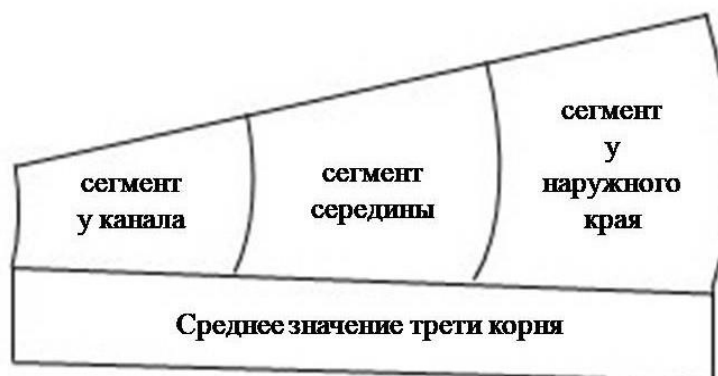 сегмент
у канала
сегмент
середины
сегмент
у
наружного
края
Среднее значение трети корня